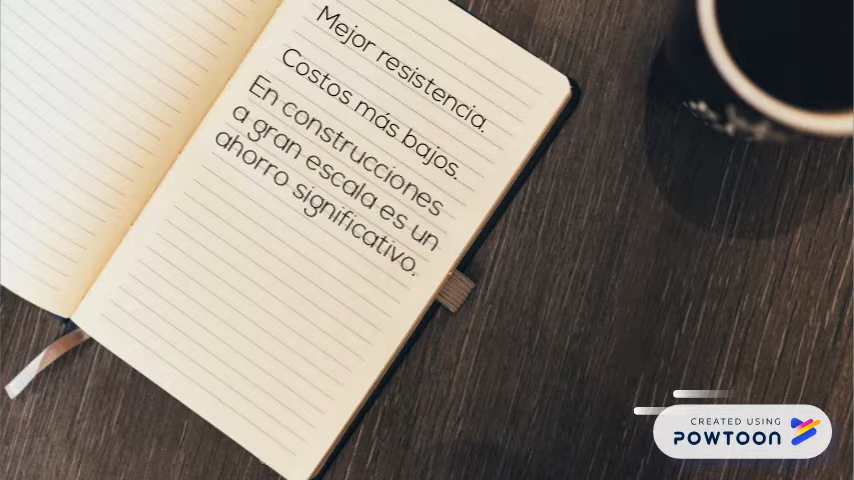 Mejor resistencia.
Costos más bajos.
En construcciones
a gran escala es un
ahorro significativo.
CREATED USING
POWTOON